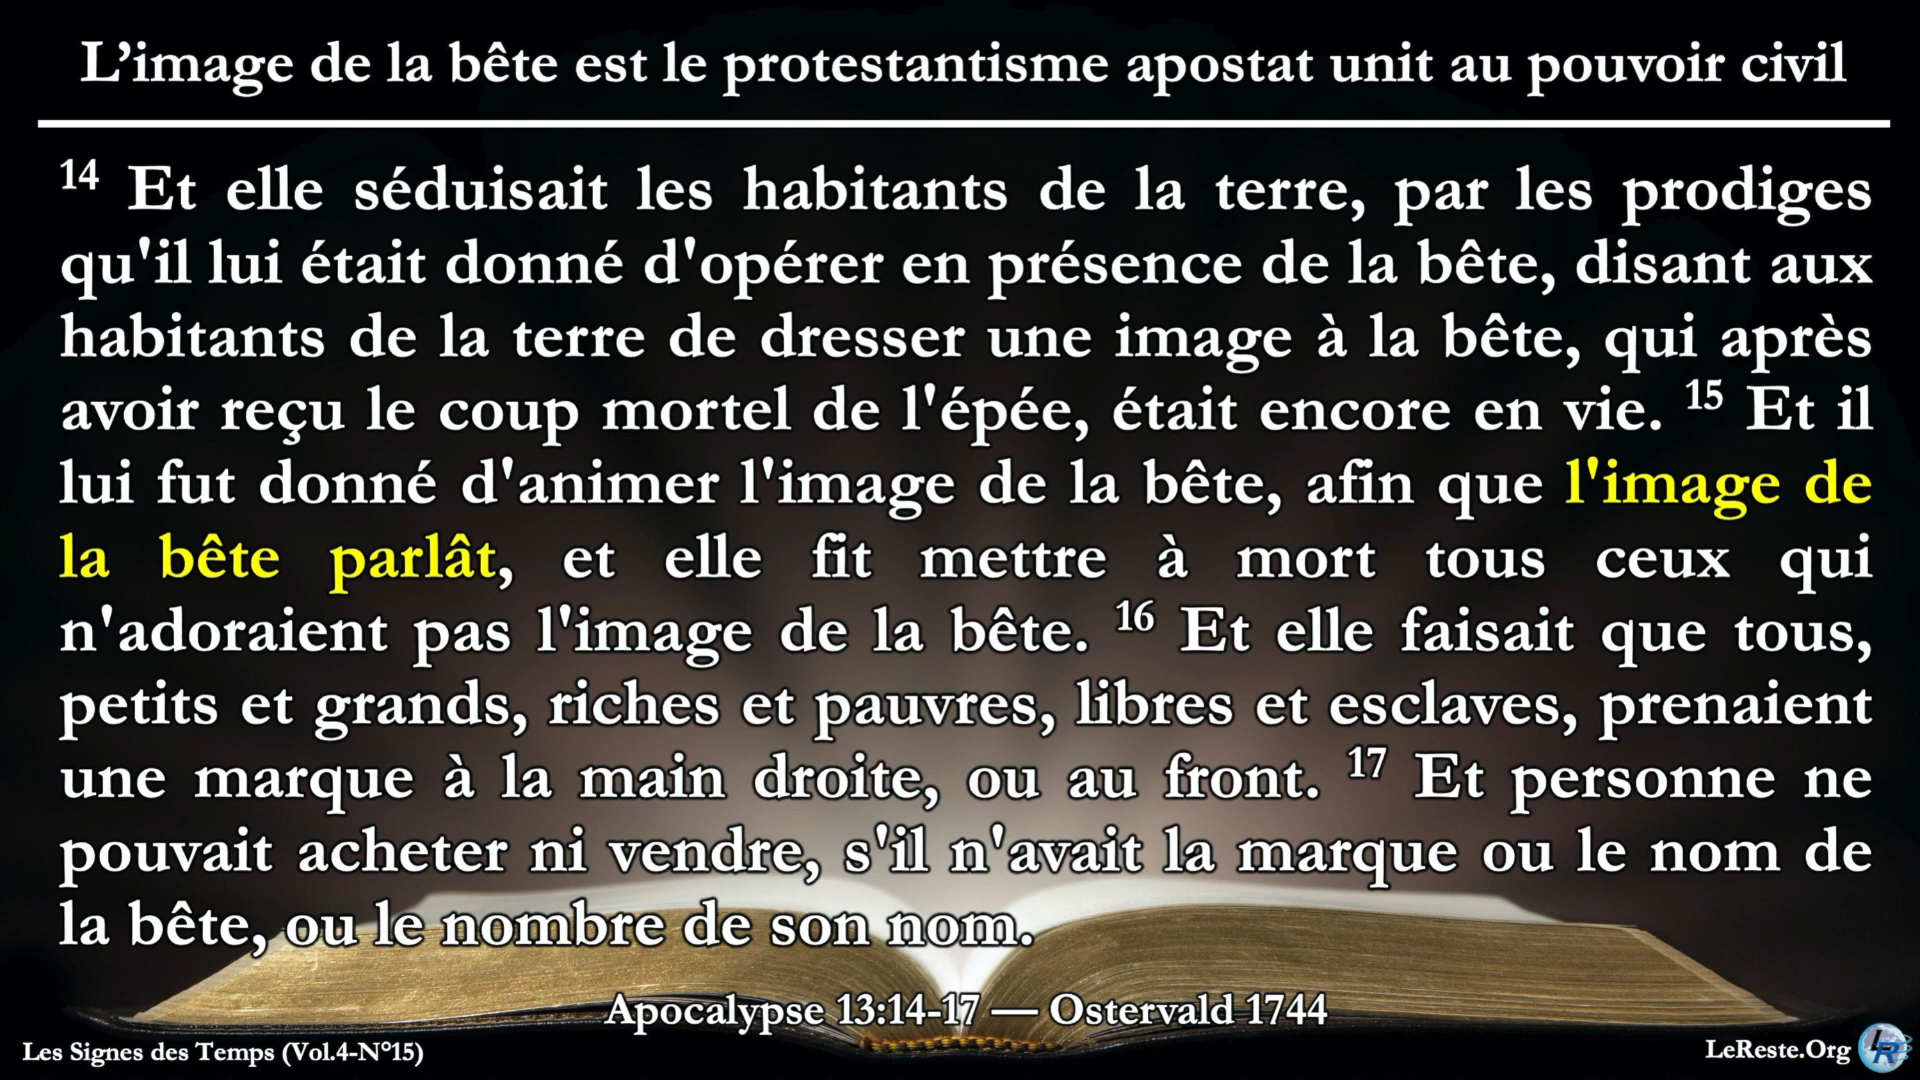 L’image de la bête est le protestantisme apostat unit au pouvoir civil
14 Et elle séduisait les habitants de la terre, par les prodiges
qu'il lui était donné d'opérer en présence de la bête, disant aux
habitants de la terre de dresser une image à la bête, qui après
avoir reçu le coup mortel de l'épée, était encore en vie. 15 Et il
lui fut donné d'animer l'image de la bête, afin que l'image de
la bête parlât, et elle fit mettre à mort tous ceux qui
n'adoraient pas l'image de la bête. 16 Et elle faisait que tous,
petits et grands, riches et pauvres, libres et esclaves, prenaient
une marque à la main droite, ou au front. 17 Et personne ne
pouvait acheter ni vendre, s'il n'avait la marque ou le nom de
la bête, ou le nombre de son nom.
Apocalypse 13:14-17 — Ostervald 1744
Les Signes des Temps (Vol.4-N°15)
LeReste.Org
LR